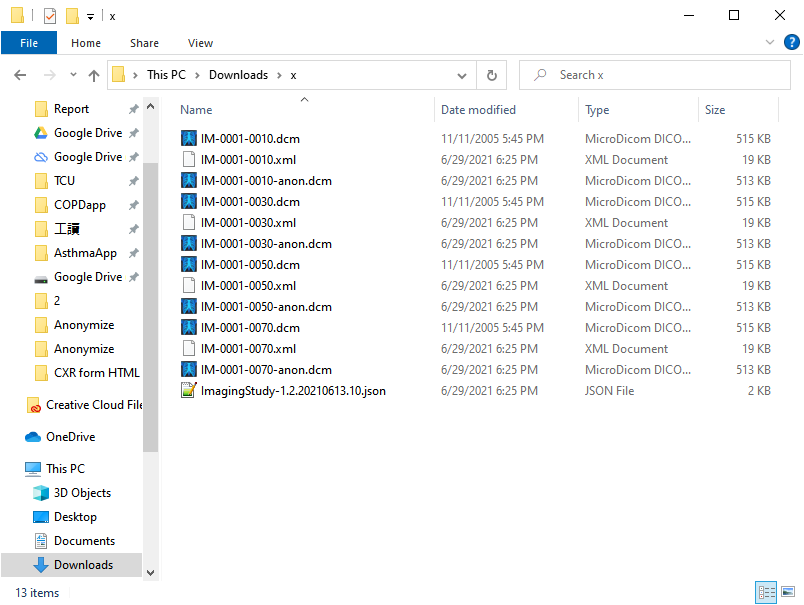 x
File Home Share View
This PC Downloads x
Search x
Name Date modified Type Size
Report
Google Drive
Google Drive
TCU
COPDapp
工讀
AsthmaApp
Google Drive
2
Anonymize
Anonymize
CXR form HTML
Creative Cloud File
OneDrive
This PC
3D Objects
Desktop
Documents
Downloads
IM-0001-0010.dcm 11/11/2005 5:45 PM MicroDicom DICO... 515 KB
IM-0001-0010.xml 6/29/2021 6:25 PM XML Document 19 KB
IM-0001-0010-anon.dcm 6/29/2021 6:25 PM MicroDicom DICO... 513 KB
IM-0001-0030.dcm 11/11/2005 5:45 PM MicroDicom DICO... 515 KB
IM-0001-0030.xml 6/29/2021 6:25 PM XML Document 19 KB
IM-0001-0030-anon.dcm 6/29/2021 6:25 PM MicroDicom DICO... 513 KB
IM-0001-0050.dcm 11/11/2005 5:45 PM MicroDicom DICO... 515 KB
IM-0001-0050.xml 6/29/2021 6:25 PM XML Document 19 KB
IM-0001-0050-anon.dcm 6/29/2021 6:25 PM MicroDicom DICO... 513 KB
IM-0001-0070.dcm 11/11/2005 5:45 PM MicroDicom DICO... 515 KB
IM-0001-0070.xml 6/29/2021 6:25 PM XML Document 19 KB
IM-0001-0070-anon.dcm 6/29/2021 6:25 PM MicroDicom DICO... 513 KB
ImagingStudy-1.2.20210613.10.json 6/29/2021 6:25 PM JSON File 2 KB
13 items